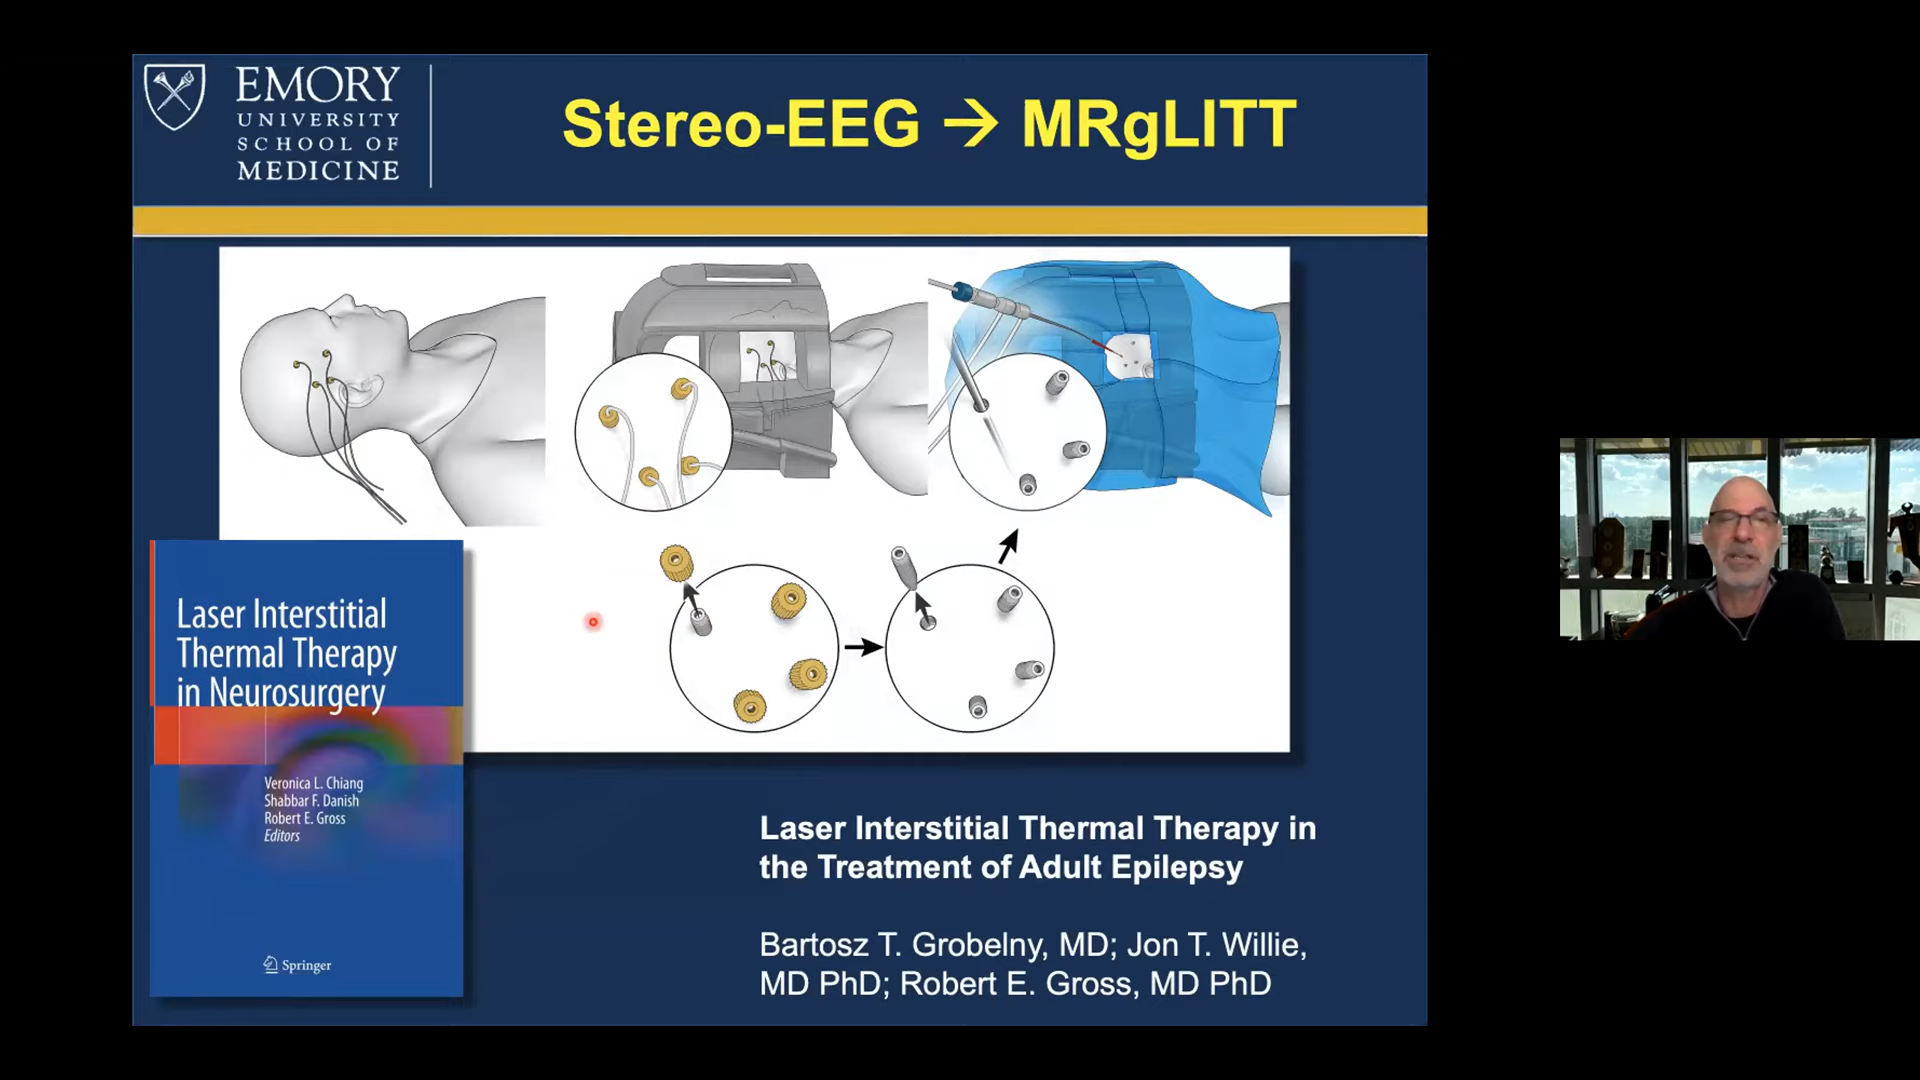 EMORY
UNIVERSITY
SCHOOL OF
MEDICINE
Stereo-EEG → MRgLITT
Laser Interstitial
Thermal Therapy
in Neurosurgery
Veronica L. Chiang
Shabbar F. Danish
Robert E. Gross
Editors
Springer
Laser Interstitial Thermal Therapy in
the Treatment of Adult Epilepsy
Bartosz T. Grobelny, MD; Jon T. Willie,
MD PhD; Robert E. Gross, MD PhD